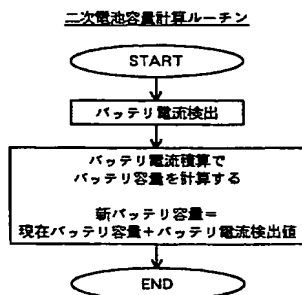 二次電池容量計算ルーチン
START
バッテリ電流検出
バッテリ電流積算で
バッテリ容量を計算する
新バッテリ容量＝
現在バッテリ容量＋バッテリ電流検出値
END